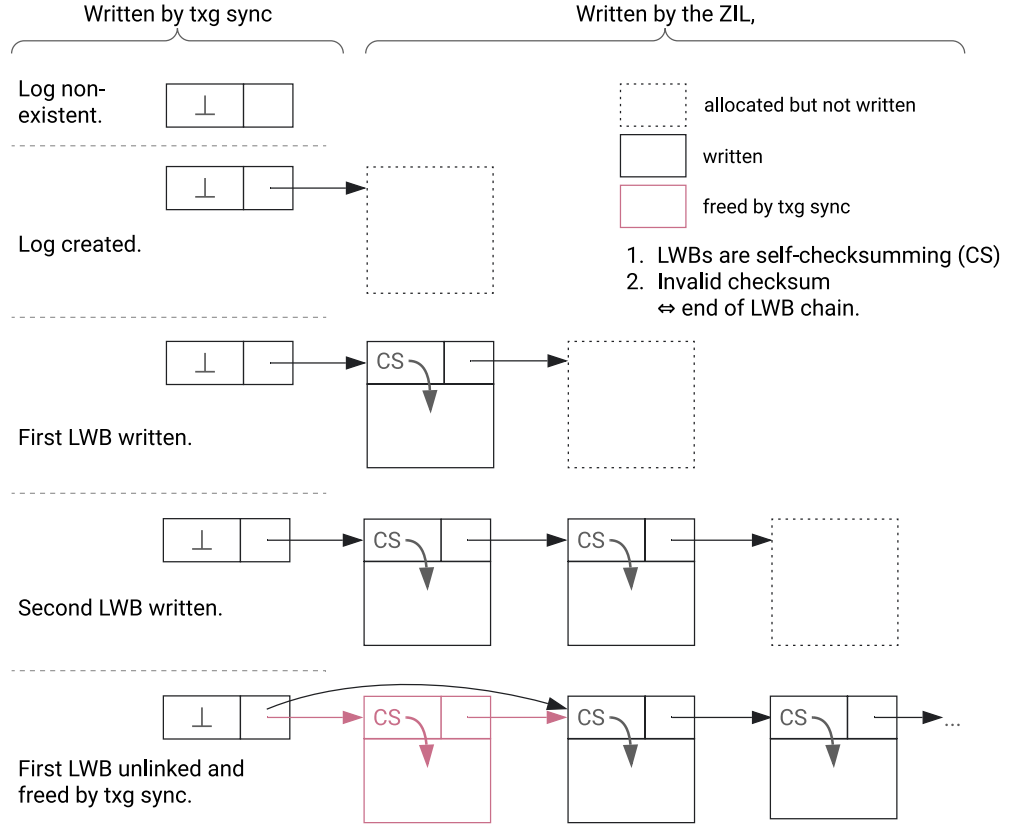 Written by txg sync
Written by the ZIL,
Log non-
existent.
⊥
allocated but not written
written
freed by txg sync
⊥
Log created.
1. LWBs are self-checksumming (CS)
2. Invalid checksum
⇔ end of LWB chain.
⊥
CS
First LWB written.
⊥
CS
CS
Second LWB written.
⊥
CS
CS
CS
...
First LWB unlinked and
freed by txg sync.